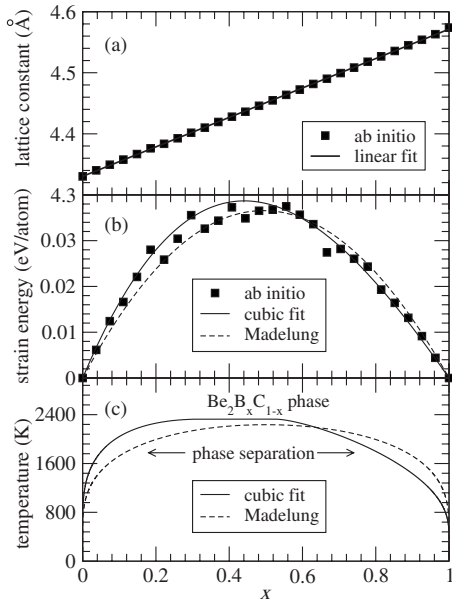 4.6
4.5
4.4
4.3
lattice constant (Å)
(a)
ab initio
linear fit
0.03
0.02
0.01
0
strain energy (eV/atom)
(b)
ab initio
cubic fit
Madelung
2400
1600
800
0
temperature (K)
(c)
Be2BxC1-x phase
phase separation
cubic fit
Madelung
0 0.2 0.4 0.6 0.8 1
x